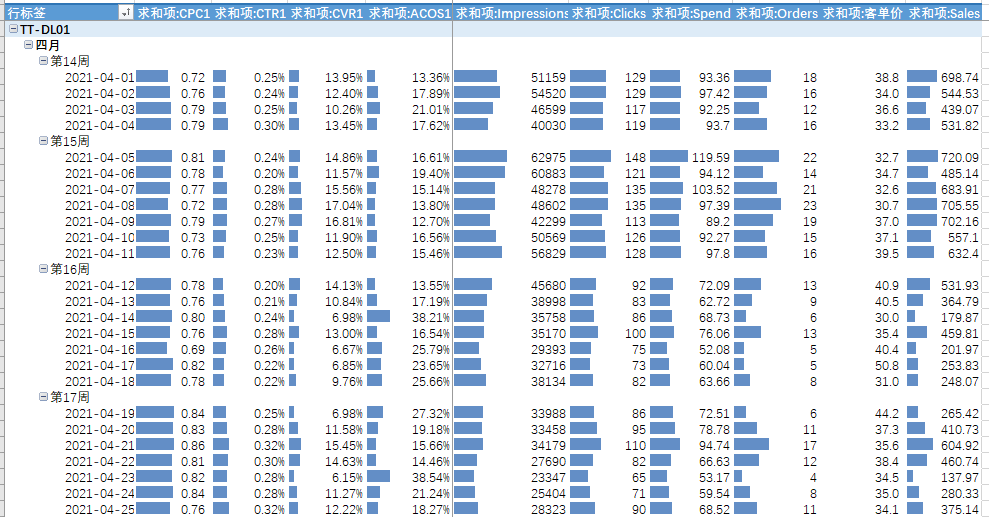 行标签 求和项:CPC1 求和项:CTR1 求和项:CVR1 求和项:ACOS1 求和项:Impressions 求和项:Clicks 求和项:Spend 求和项:Orders 求和项:客单价 求和项:Sales
TT-DL01
四月
第14周
2021-04-01 0.72 0.25% 13.95% 13.36% 51159 129 93.36 18 38.8 698.74
2021-04-02 0.76 0.24% 12.40% 17.89% 54520 129 97.42 16 34.0 544.53
2021-04-03 0.79 0.25% 10.26% 21.01% 46599 117 92.25 12 36.6 439.07
2021-04-04 0.79 0.30% 13.45% 17.62% 40030 119 93.7 16 33.2 531.82
第15周
2021-04-05 0.81 0.24% 14.86% 16.61% 62975 148 119.59 22 32.7 720.09
2021-04-06 0.78 0.20% 11.57% 19.40% 60883 121 94.12 14 34.7 485.14
2021-04-07 0.77 0.28% 15.56% 15.14% 48278 135 103.52 21 32.6 683.91
2021-04-08 0.72 0.28% 17.04% 13.80% 48602 135 97.39 23 30.7 705.55
2021-04-09 0.79 0.27% 16.81% 12.70% 42299 113 89.2 19 37.0 702.16
2021-04-10 0.73 0.25% 11.90% 16.56% 50569 126 92.27 15 37.1 557.1
2021-04-11 0.76 0.23% 12.50% 15.46% 56829 128 97.8 16 39.5 632.4
第16周
2021-04-12 0.78 0.20% 14.13% 13.55% 45680 92 72.09 13 40.9 531.93
2021-04-13 0.76 0.21% 10.84% 17.19% 38998 83 62.72 9 40.5 364.79
2021-04-14 0.80 0.24% 6.98% 38.21% 35758 86 68.73 6 30.0 179.87
2021-04-15 0.76 0.28% 13.00% 16.54% 35170 100 76.06 13 35.4 459.81
2021-04-16 0.69 0.26% 6.67% 25.79% 29393 75 52.08 5 40.4 201.97
2021-04-17 0.82 0.22% 6.85% 23.65% 32716 73 60.04 5 50.8 253.83
2021-04-18 0.78 0.22% 9.76% 25.66% 38134 82 63.66 8 31.0 248.07
第17周
2021-04-19 0.84 0.25% 6.98% 27.32% 33988 86 72.51 6 44.2 265.42
2021-04-20 0.83 0.28% 11.58% 19.18% 33458 95 78.78 11 37.3 410.73
2021-04-21 0.86 0.32% 15.45% 15.66% 34179 110 94.74 17 35.6 604.92
2021-04-22 0.81 0.30% 14.63% 14.46% 27690 82 66.63 12 38.4 460.74
2021-04-23 0.82 0.28% 6.15% 38.54% 23347 65 53.17 4 34.5 137.97
2021-04-24 0.84 0.28% 11.27% 21.24% 25404 71 59.54 8 35.0 280.33
2021-04-25 0.76 0.32% 12.22% 18.27% 28323 90 68.52 11 34.1 375.14